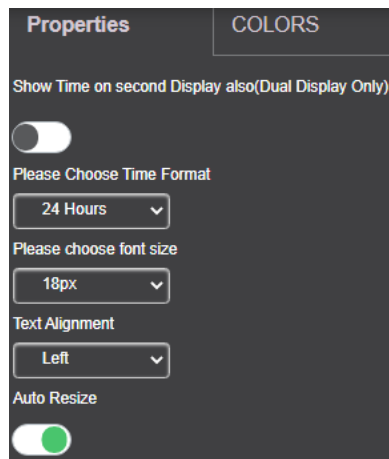 Properties COLORS
Show Time on second Display also(Dual Display Only)
Please Choose Time Format
24 Hours
Please choose font size
18px
Text Alignment
Left
Auto Resize